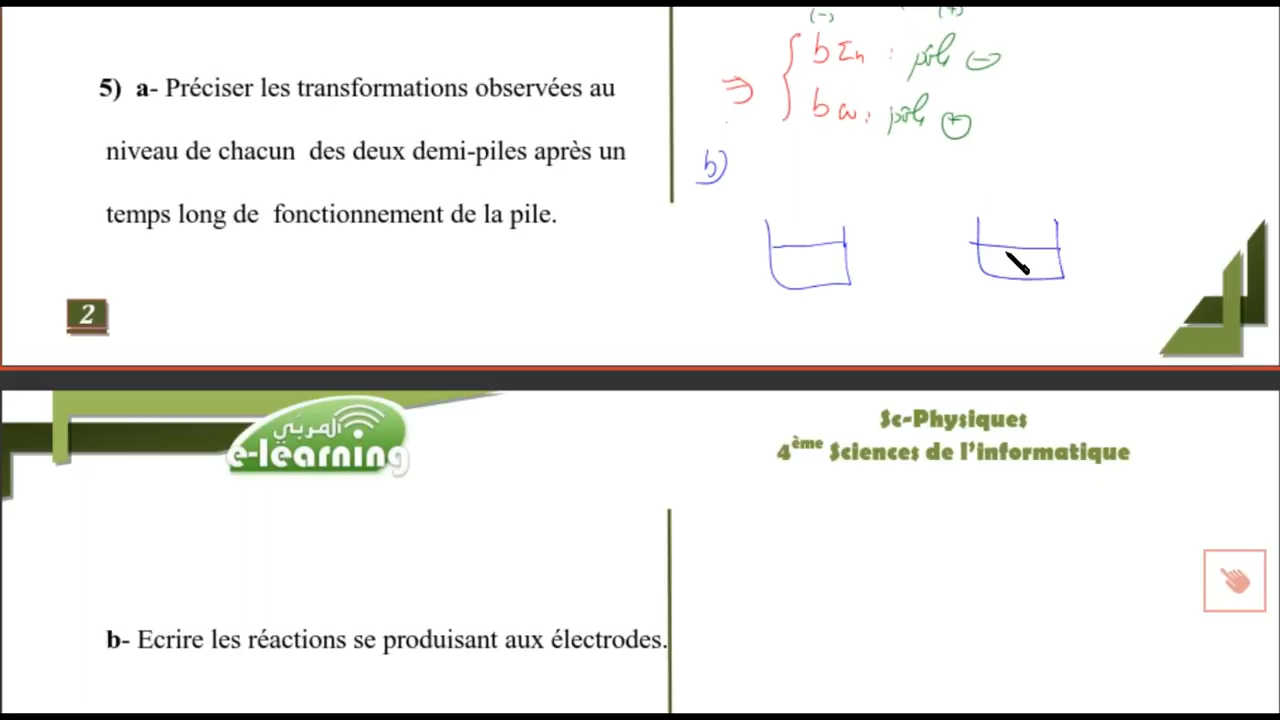 (-) (+)
5) a- Préciser les transformations observées au
niveau de chacun des deux demi-piles après un
temps long de fonctionnement de la pile.
⇒ { b Zn : pôle ⊖
b Cu : pôle ⊕
b)
2
العربي
e-learning
Sc-Physiques
4ème Sciences de l'informatique
b- Ecrire les réactions se produisant aux électrodes.